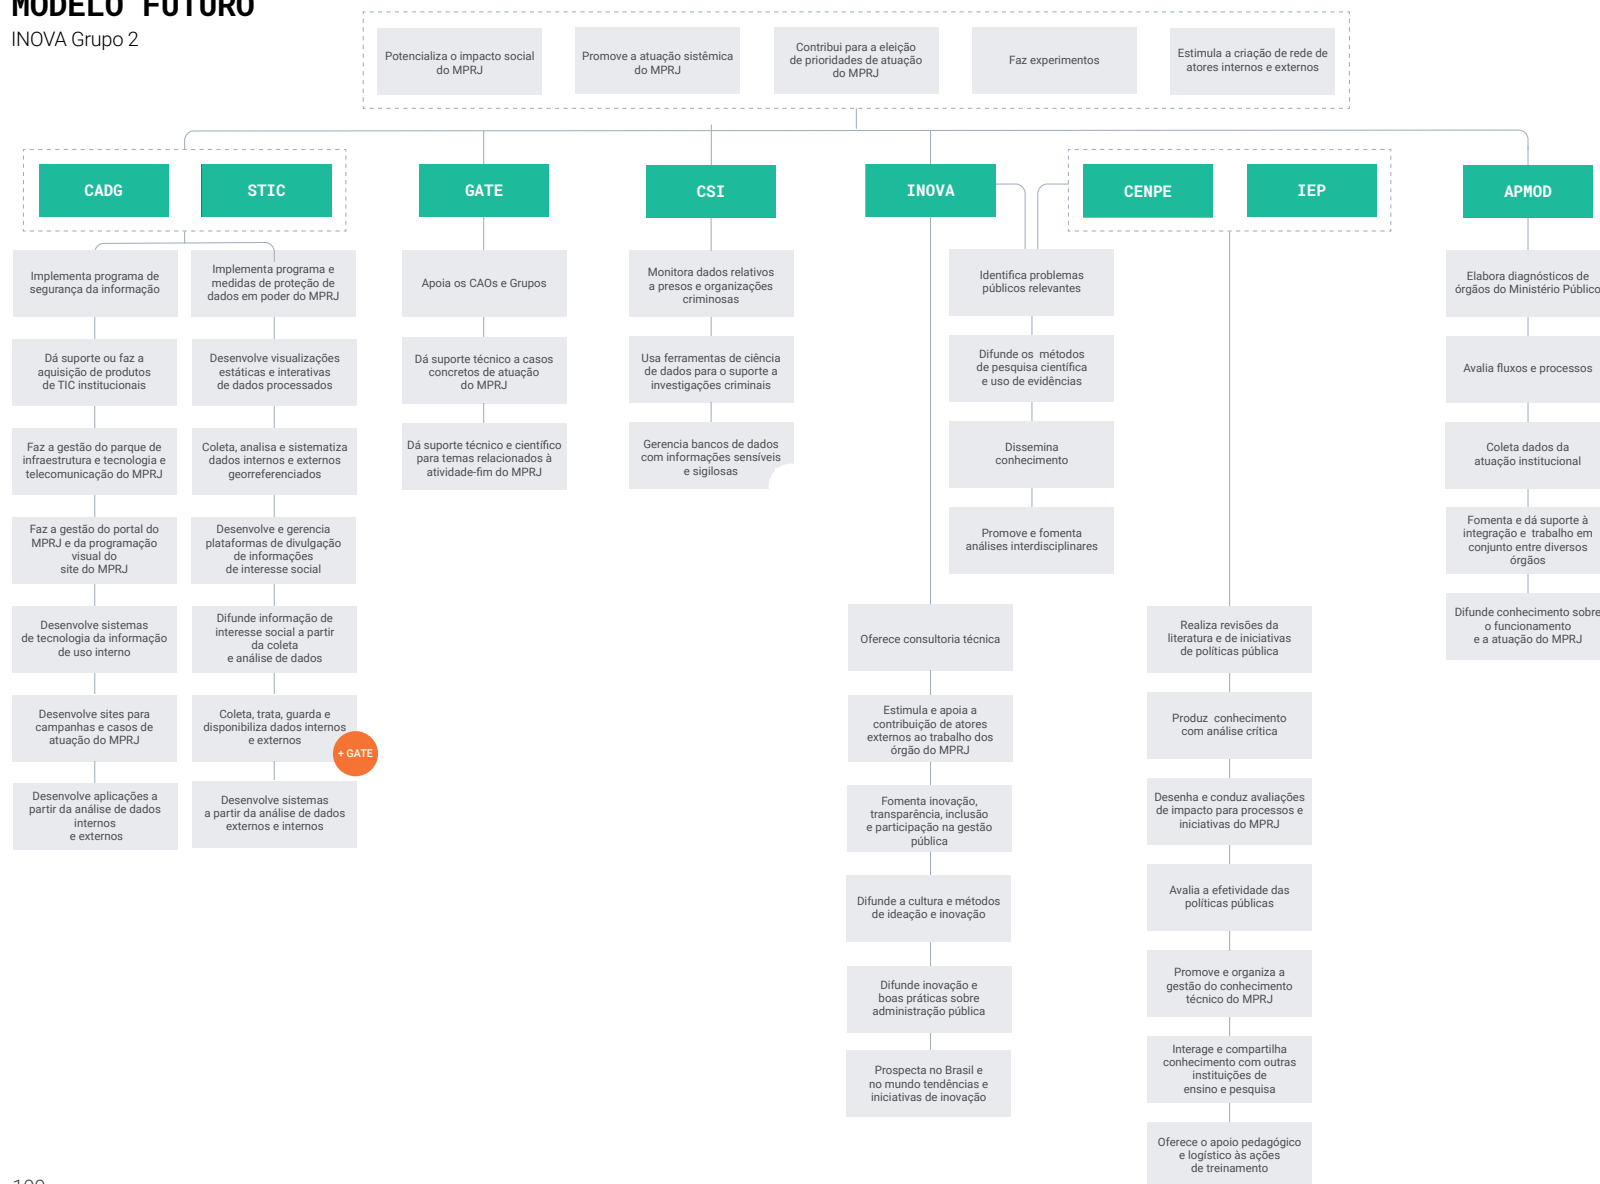 MODELO FUTURO
INOVA Grupo 2
Potencializa o impacto social
do MPRJ
Promove a atuação sistêmica
do MPRJ
Contribui para a eleição
de prioridades de atuação
do MPRJ
Faz experimentos
Estimula a criação de rede de
atores internos e externos
CADG
STIC
GATE
CSI
INOVA
CENPE
IEP
APMOD
Implementa programa de
segurança da informação
Dá suporte ou faz a
aquisição de produtos
de TIC institucionais
Faz a gestão do parque de
infraestrutura e tecnologia e
telecomunicação do MPRJ
Faz a gestão do portal do
MPRJ e da programação
visual do
site do MPRJ
Desenvolve sistemas
de tecnologia da informação
de uso interno
Desenvolve sites para
campanhas e casos de
atuação do MPRJ
Desenvolve aplicações a
partir da análise de dados
internos
e externos
Implementa programa e
medidas de proteção de
dados em poder do MPRJ
Desenvolve visualizações
estáticas e interativas
de dados processados
Coleta, analisa e sistematiza
dados internos e externos
georreferenciados
Desenvolve e gerencia
plataformas de divulgação
de informações
de interesse social
Difunde informação de
interesse social a partir
da coleta
e análise de dados
Coleta, trata, guarda e
disponibiliza dados internos
e externos
+ GATE
Desenvolve sistemas
a partir da análise de dados
externos e internos
Apoia os CAOs e Grupos
Dá suporte técnico a casos
concretos de atuação
do MPRJ
Dá suporte técnico e científico
para temas relacionados à
atividade-fim do MPRJ
Monitora dados relativos
a presos e organizações
criminosas
Usa ferramentas de ciência
de dados para o suporte a
investigações criminais
Gerencia bancos de dados
com informações sensíveis
e sigilosas
Identifica problemas
públicos relevantes
Difunde os métodos
de pesquisa científica
e uso de evidências
Dissemina
conhecimento
Promove e fomenta
análises interdisciplinares
Oferece consultoria técnica
Estimula e apoia a
contribuição de atores
externos ao trabalho dos
órgão do MPRJ
Fomenta inovação,
transparência, inclusão
e participação na gestão
pública
Difunde a cultura e métodos
de ideação e inovação
Difunde inovação e
boas práticas sobre
administração pública
Prospecta no Brasil e
no mundo tendências e
iniciativas de inovação
Realiza revisões da
literatura e de iniciativas
de políticas pública
Produz conhecimento
com análise crítica
Desenha e conduz avaliações
de impacto para processos e
iniciativas do MPRJ
Avalia a efetividade das
políticas públicas
Promove e organiza a
gestão do conhecimento
técnico do MPRJ
Interage e compartilha
conhecimento com outras
instituições de
ensino e pesquisa
Oferece o apoio pedagógico
e logístico às ações
de treinamento
Elabora diagnósticos de
órgãos do Ministério Público
Avalia fluxos e processos
Coleta dados da
atuação institucional
Fomenta e dá suporte à
integração e trabalho em
conjunto entre diversos
órgãos
Difunde conhecimento sobre
o funcionamento
e a atuação do MPRJ